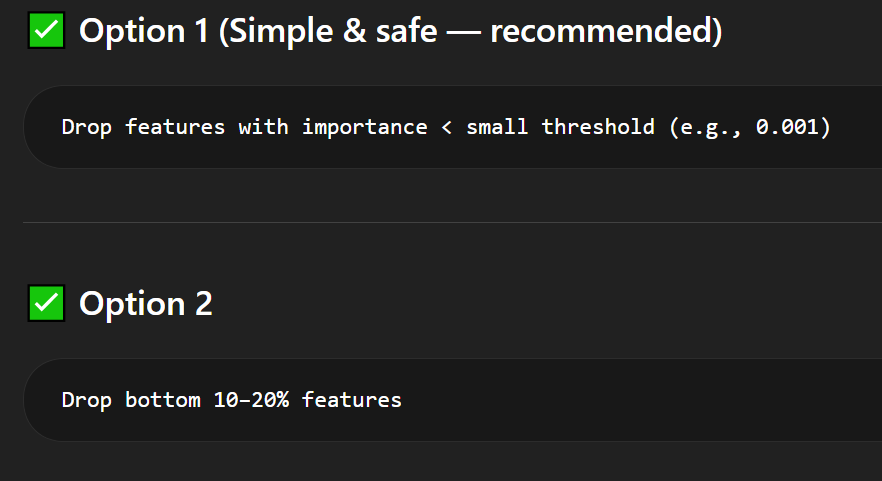 ✅ Option 1 (Simple & safe — recommended)
Drop features with importance < small threshold (e.g., 0.001)
✅ Option 2
Drop bottom 10–20% features